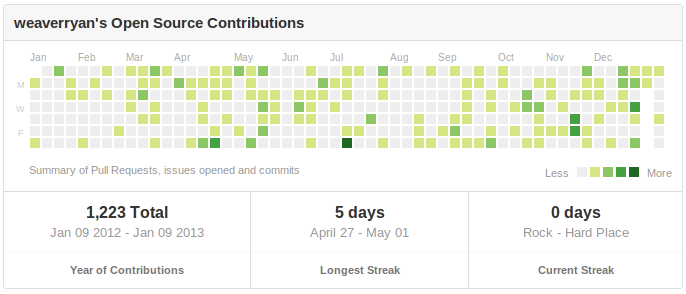 weaverryan's Open Source Contributions
Jan Feb Mar Apr May Jun Jul Aug Sep Oct Nov Dec
M
W
F
Summary of Pull Requests, issues opened and commits
Less More
1,223 Total
Jan 09 2012 - Jan 09 2013
Year of Contributions
5 days
April 27 - May 01
Longest Streak
0 days
Rock - Hard Place
Current Streak